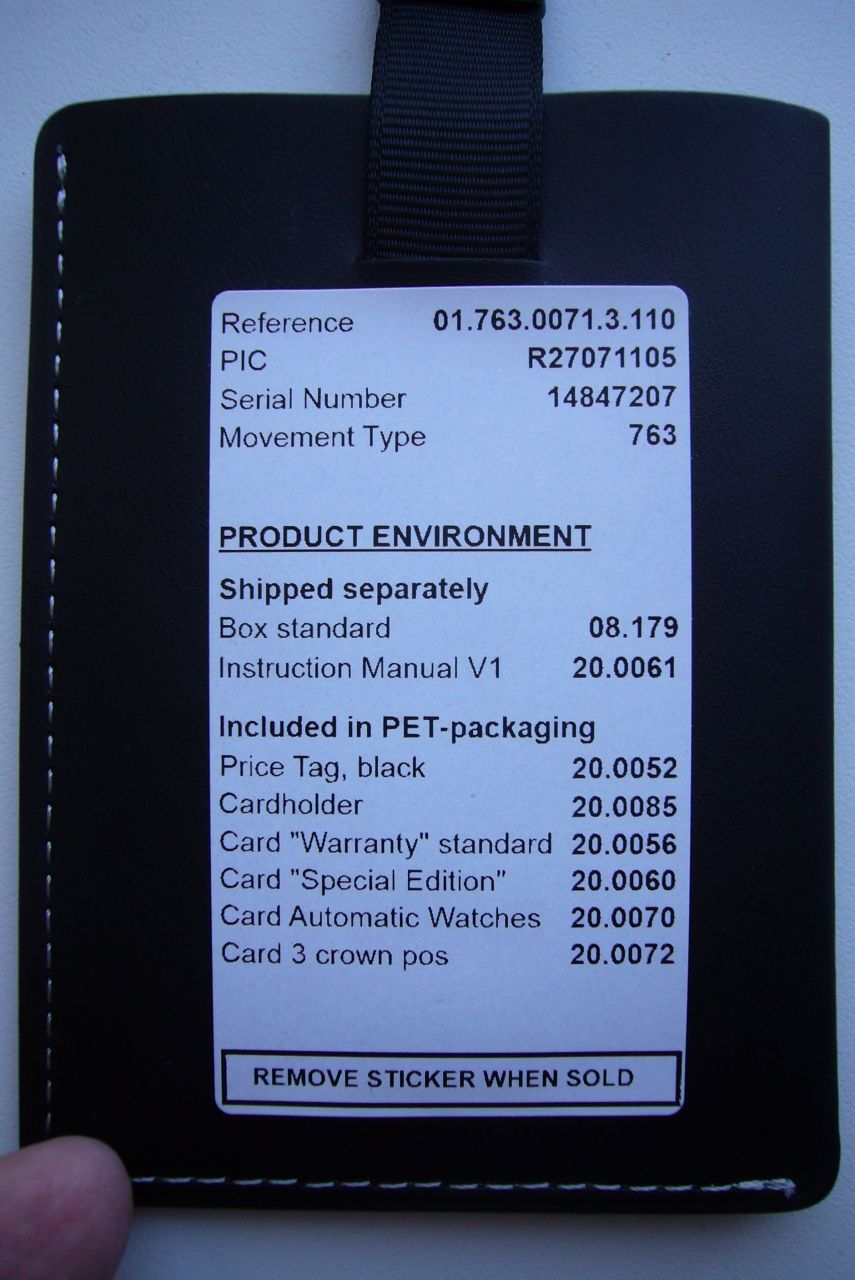 Reference 01.763.0071.3.110
PIC R27071105
Serial Number 14847207
Movement Type 763
PRODUCT ENVIRONMENT
Shipped separately
Box standard 08.179
Instruction Manual V1 20.0061
Included in PET-packaging
Price Tag, black 20.0052
Cardholder 20.0085
Card "Warranty" standard 20.0056
Card "Special Edition" 20.0060
Card Automatic Watches 20.0070
Card 3 crown pos 20.0072
REMOVE STICKER WHEN SOLD